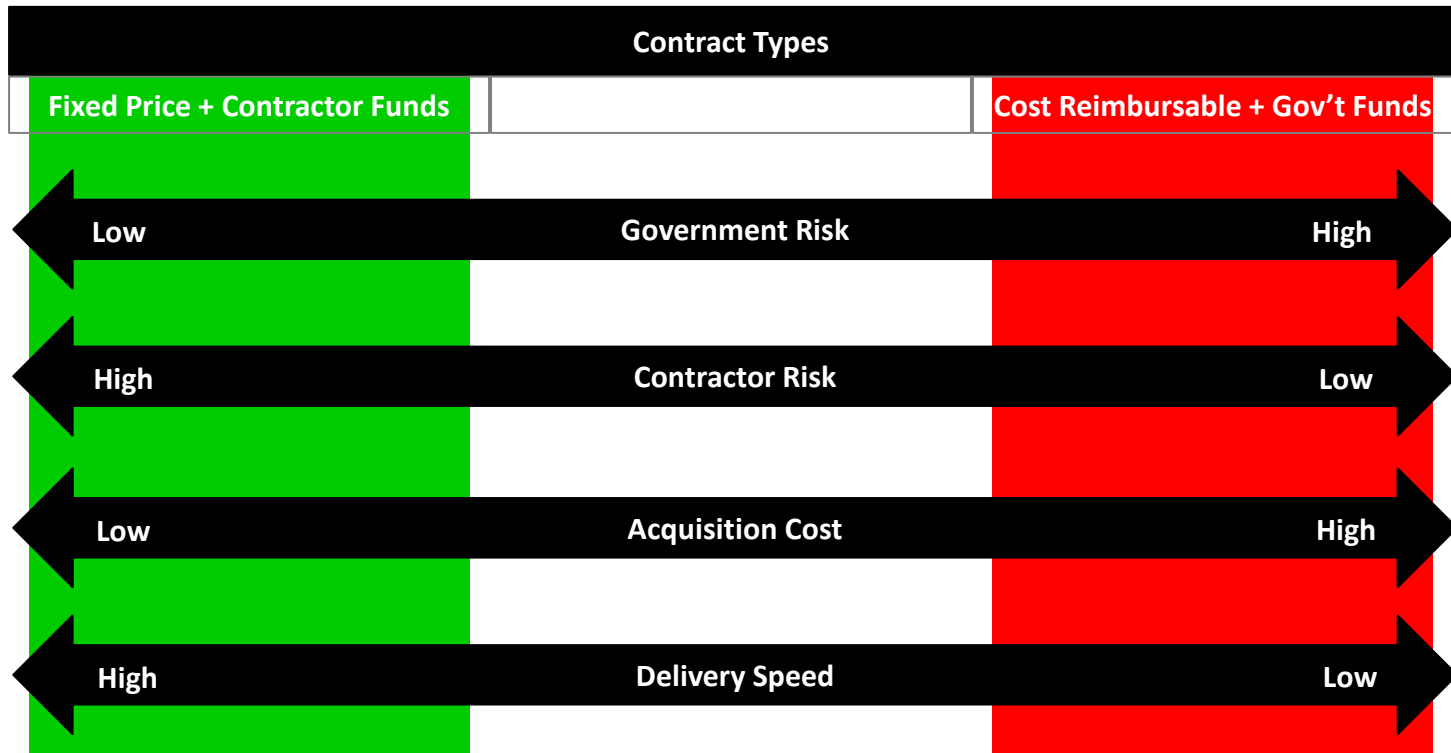 Contract Types
Fixed Price + Contractor Funds
Cost Reimbursable + Gov’t Funds
Low Government Risk High
High Contractor Risk Low
Low Acquisition Cost High
High Delivery Speed Low